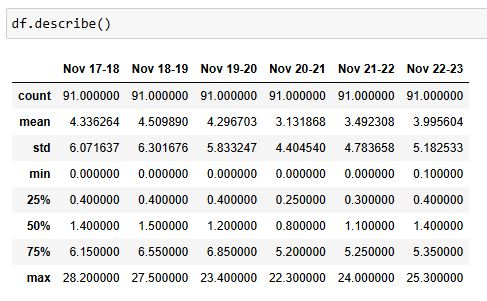 df.describe()
Nov 17-18 Nov 18-19 Nov 19-20 Nov 20-21 Nov 21-22 Nov 22-23
count 91.000000 91.000000 91.000000 91.000000 91.000000 91.000000
mean 4.336264 4.509890 4.296703 3.131868 3.492308 3.995604
std 6.071637 6.301676 5.833247 4.404540 4.783658 5.182533
min 0.000000 0.000000 0.000000 0.000000 0.000000 0.100000
25% 0.400000 0.400000 0.400000 0.250000 0.300000 0.400000
50% 1.400000 1.500000 1.200000 0.800000 1.100000 1.400000
75% 6.150000 6.550000 6.850000 5.200000 5.250000 5.350000
max 28.200000 27.500000 23.400000 22.300000 24.000000 25.300000